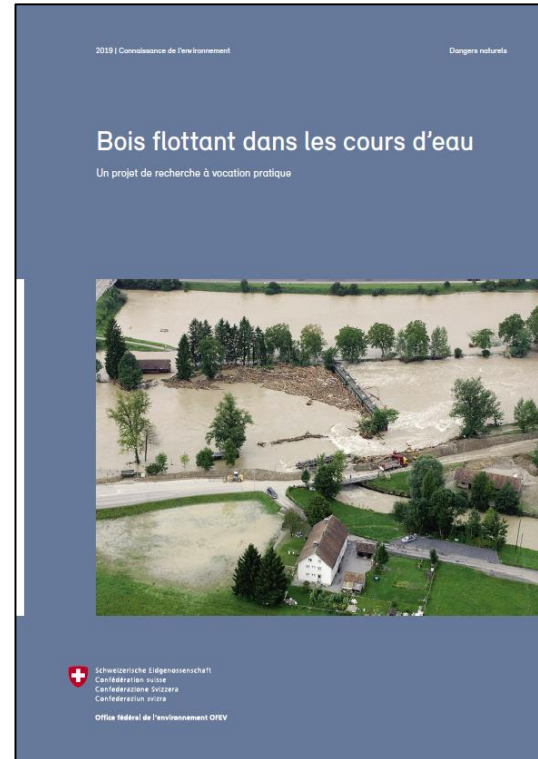 2019 | Connaissance de l'environnement
Dangers naturels
Bois flottant dans les cours d'eau
Un projet de recherche à vocation pratique
Schweizerische Eidgenossenschaft
Confédération suisse
Confederazione Svizzera
Confederaziun svizra
Office fédéral de l'environnement OFEV